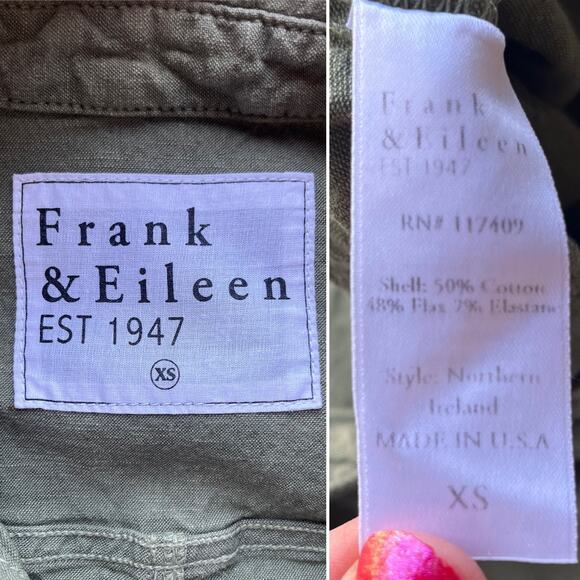 Frank
& Eileen
EST 1947
XS
Frank
& Eileen
EST 1947
RN# 117409
Shell: 50% Cotton
48% Flax 2% Elastane
Style: Northern
Ireland
MADE IN U.S.A
XS